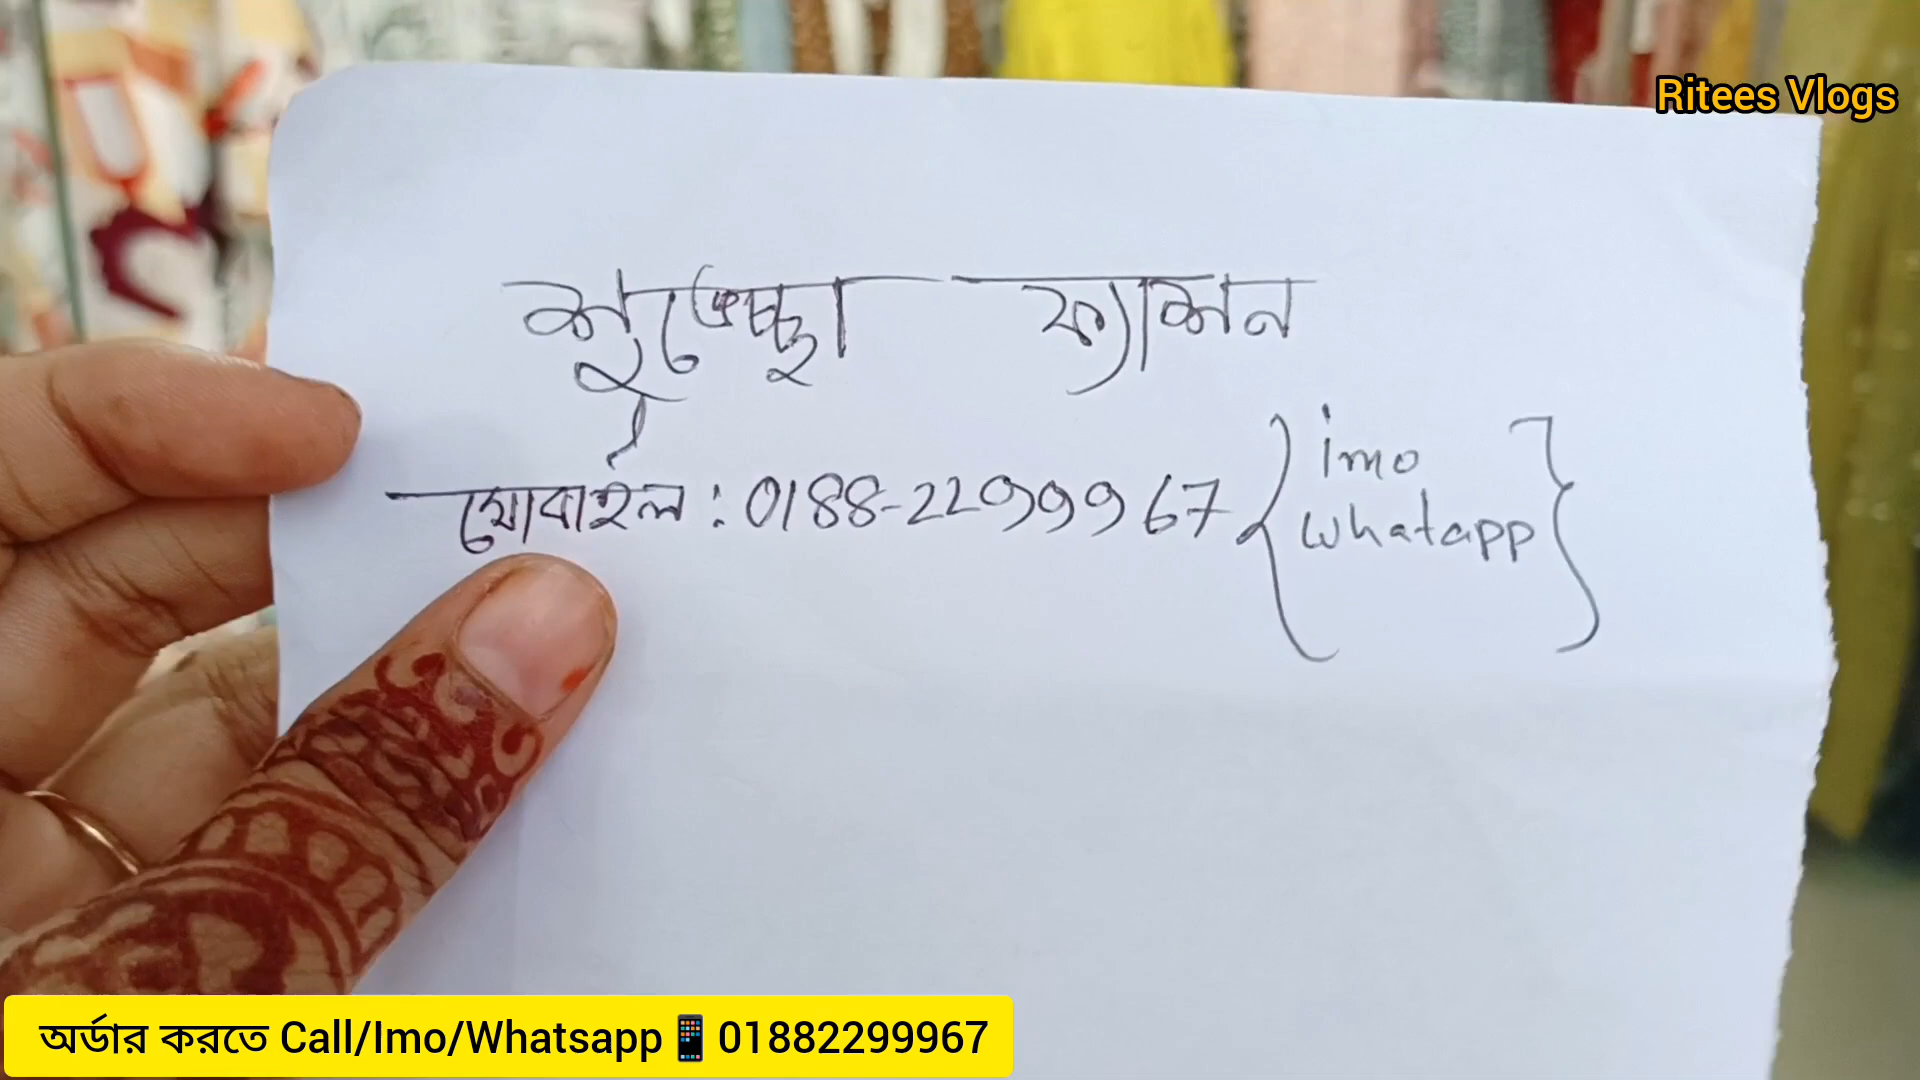 Ritees Vlogs
শুভেচ্ছা ফ্যাশন
মোবাইল : 0188-2299967 { imo whatapp }
অর্ডার করতে Call/Imo/Whatsapp📱01882299967